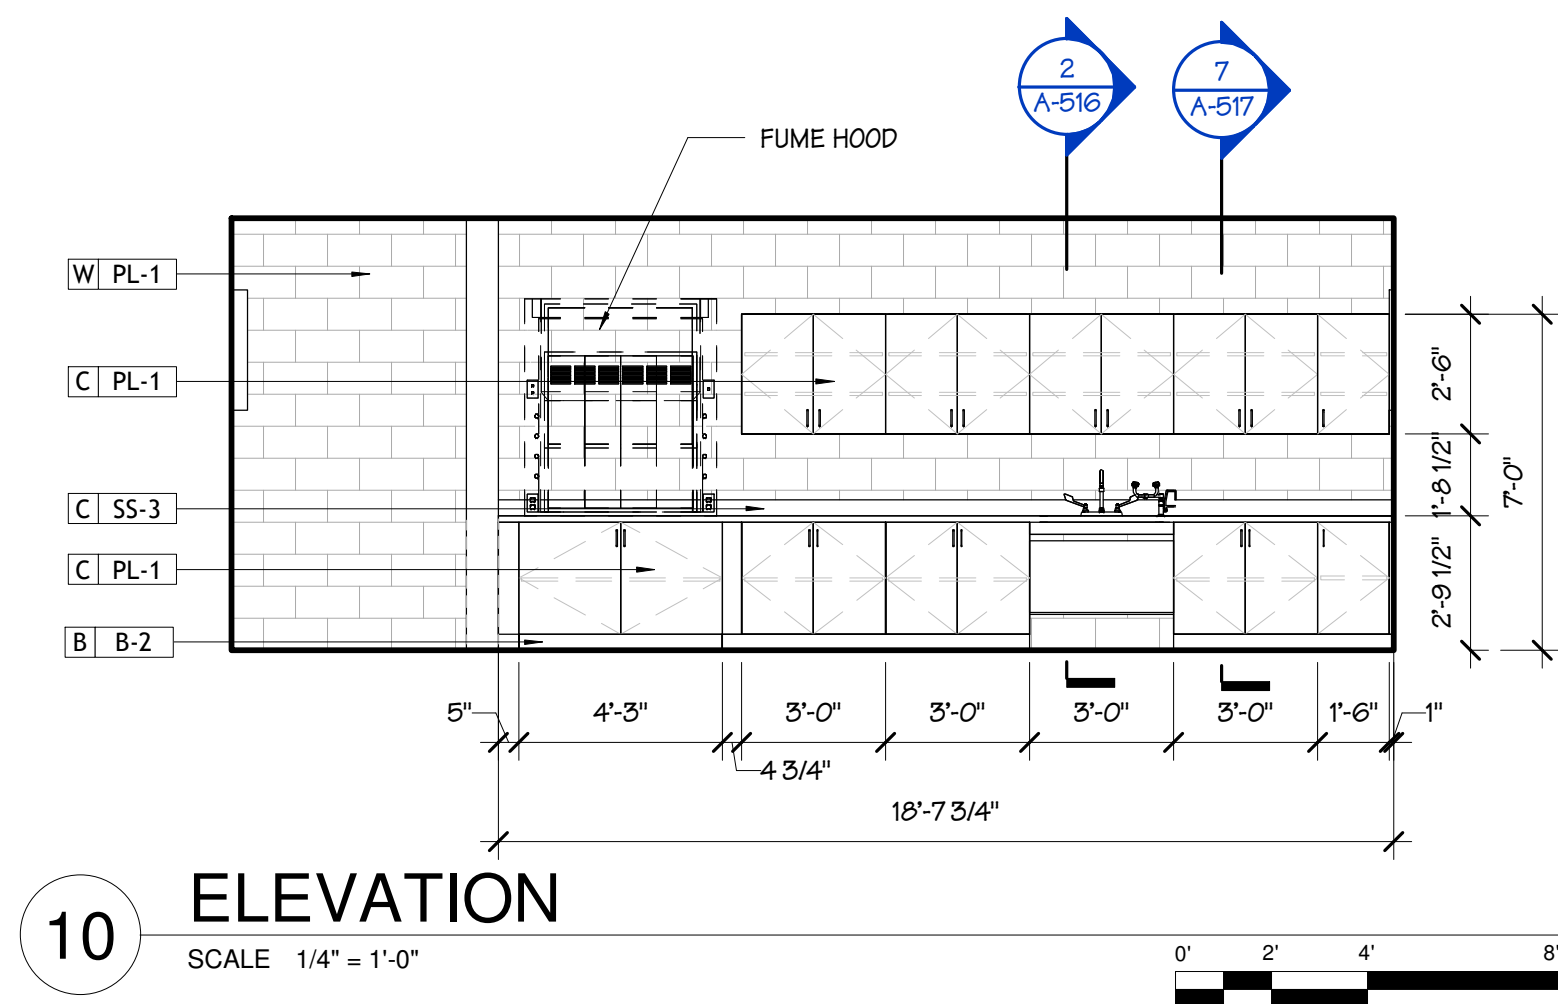 2
A-516
7
A-517
FUME HOOD
W PL-1
C PL-1
C SS-3
C PL-1
B B-2
2'-6"
1'-8 1/2"
2'-9 1/2"
7'-0"
5"
4'-3"
3'-0"
3'-0"
3'-0"
3'-0"
1'-6"
1"
4 3/4"
18'-7 3/4"
10
ELEVATION
SCALE 1/4" = 1'-0"
0' 2' 4' 8'